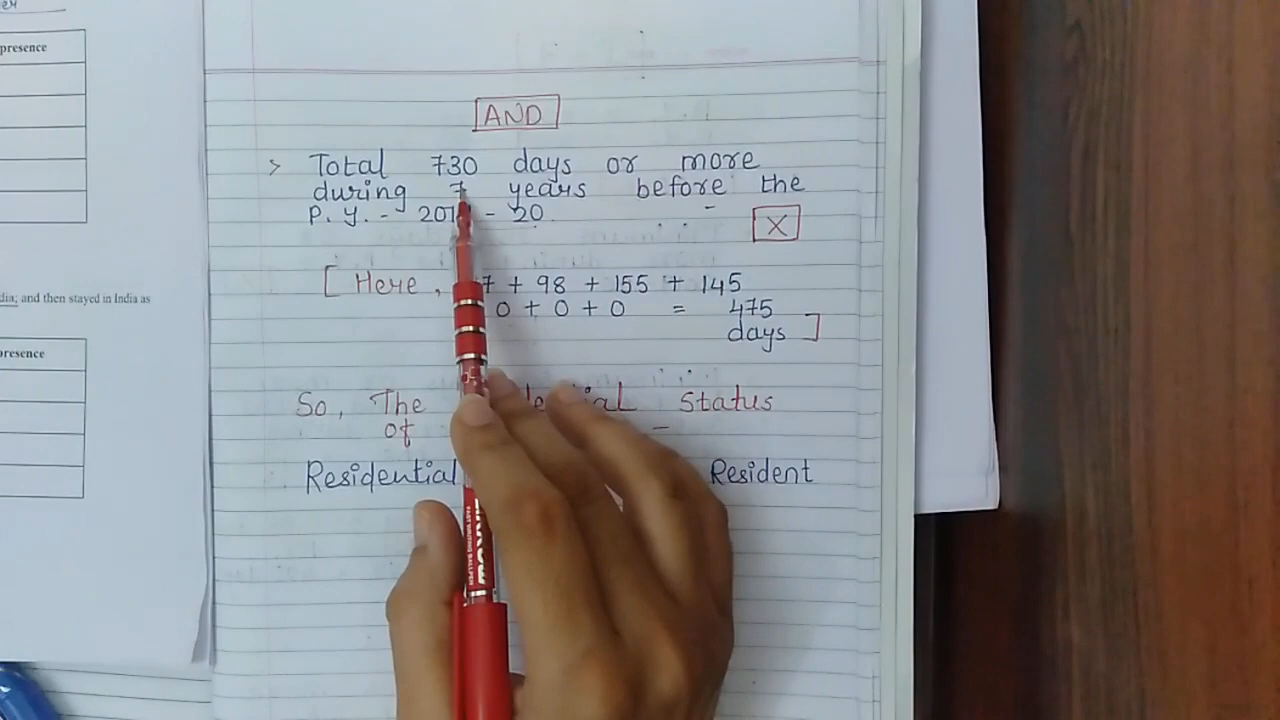 presence
dia; and then stayed in India as
resence
AND
> Total 730 days or more
during 7 years before the
P. Y. - 201 - 20
X
[ Here, 7 + 98 + 155 + 145
0 + 0 + 0 = 475
days ]
So, The Status
of -
Residential Resident